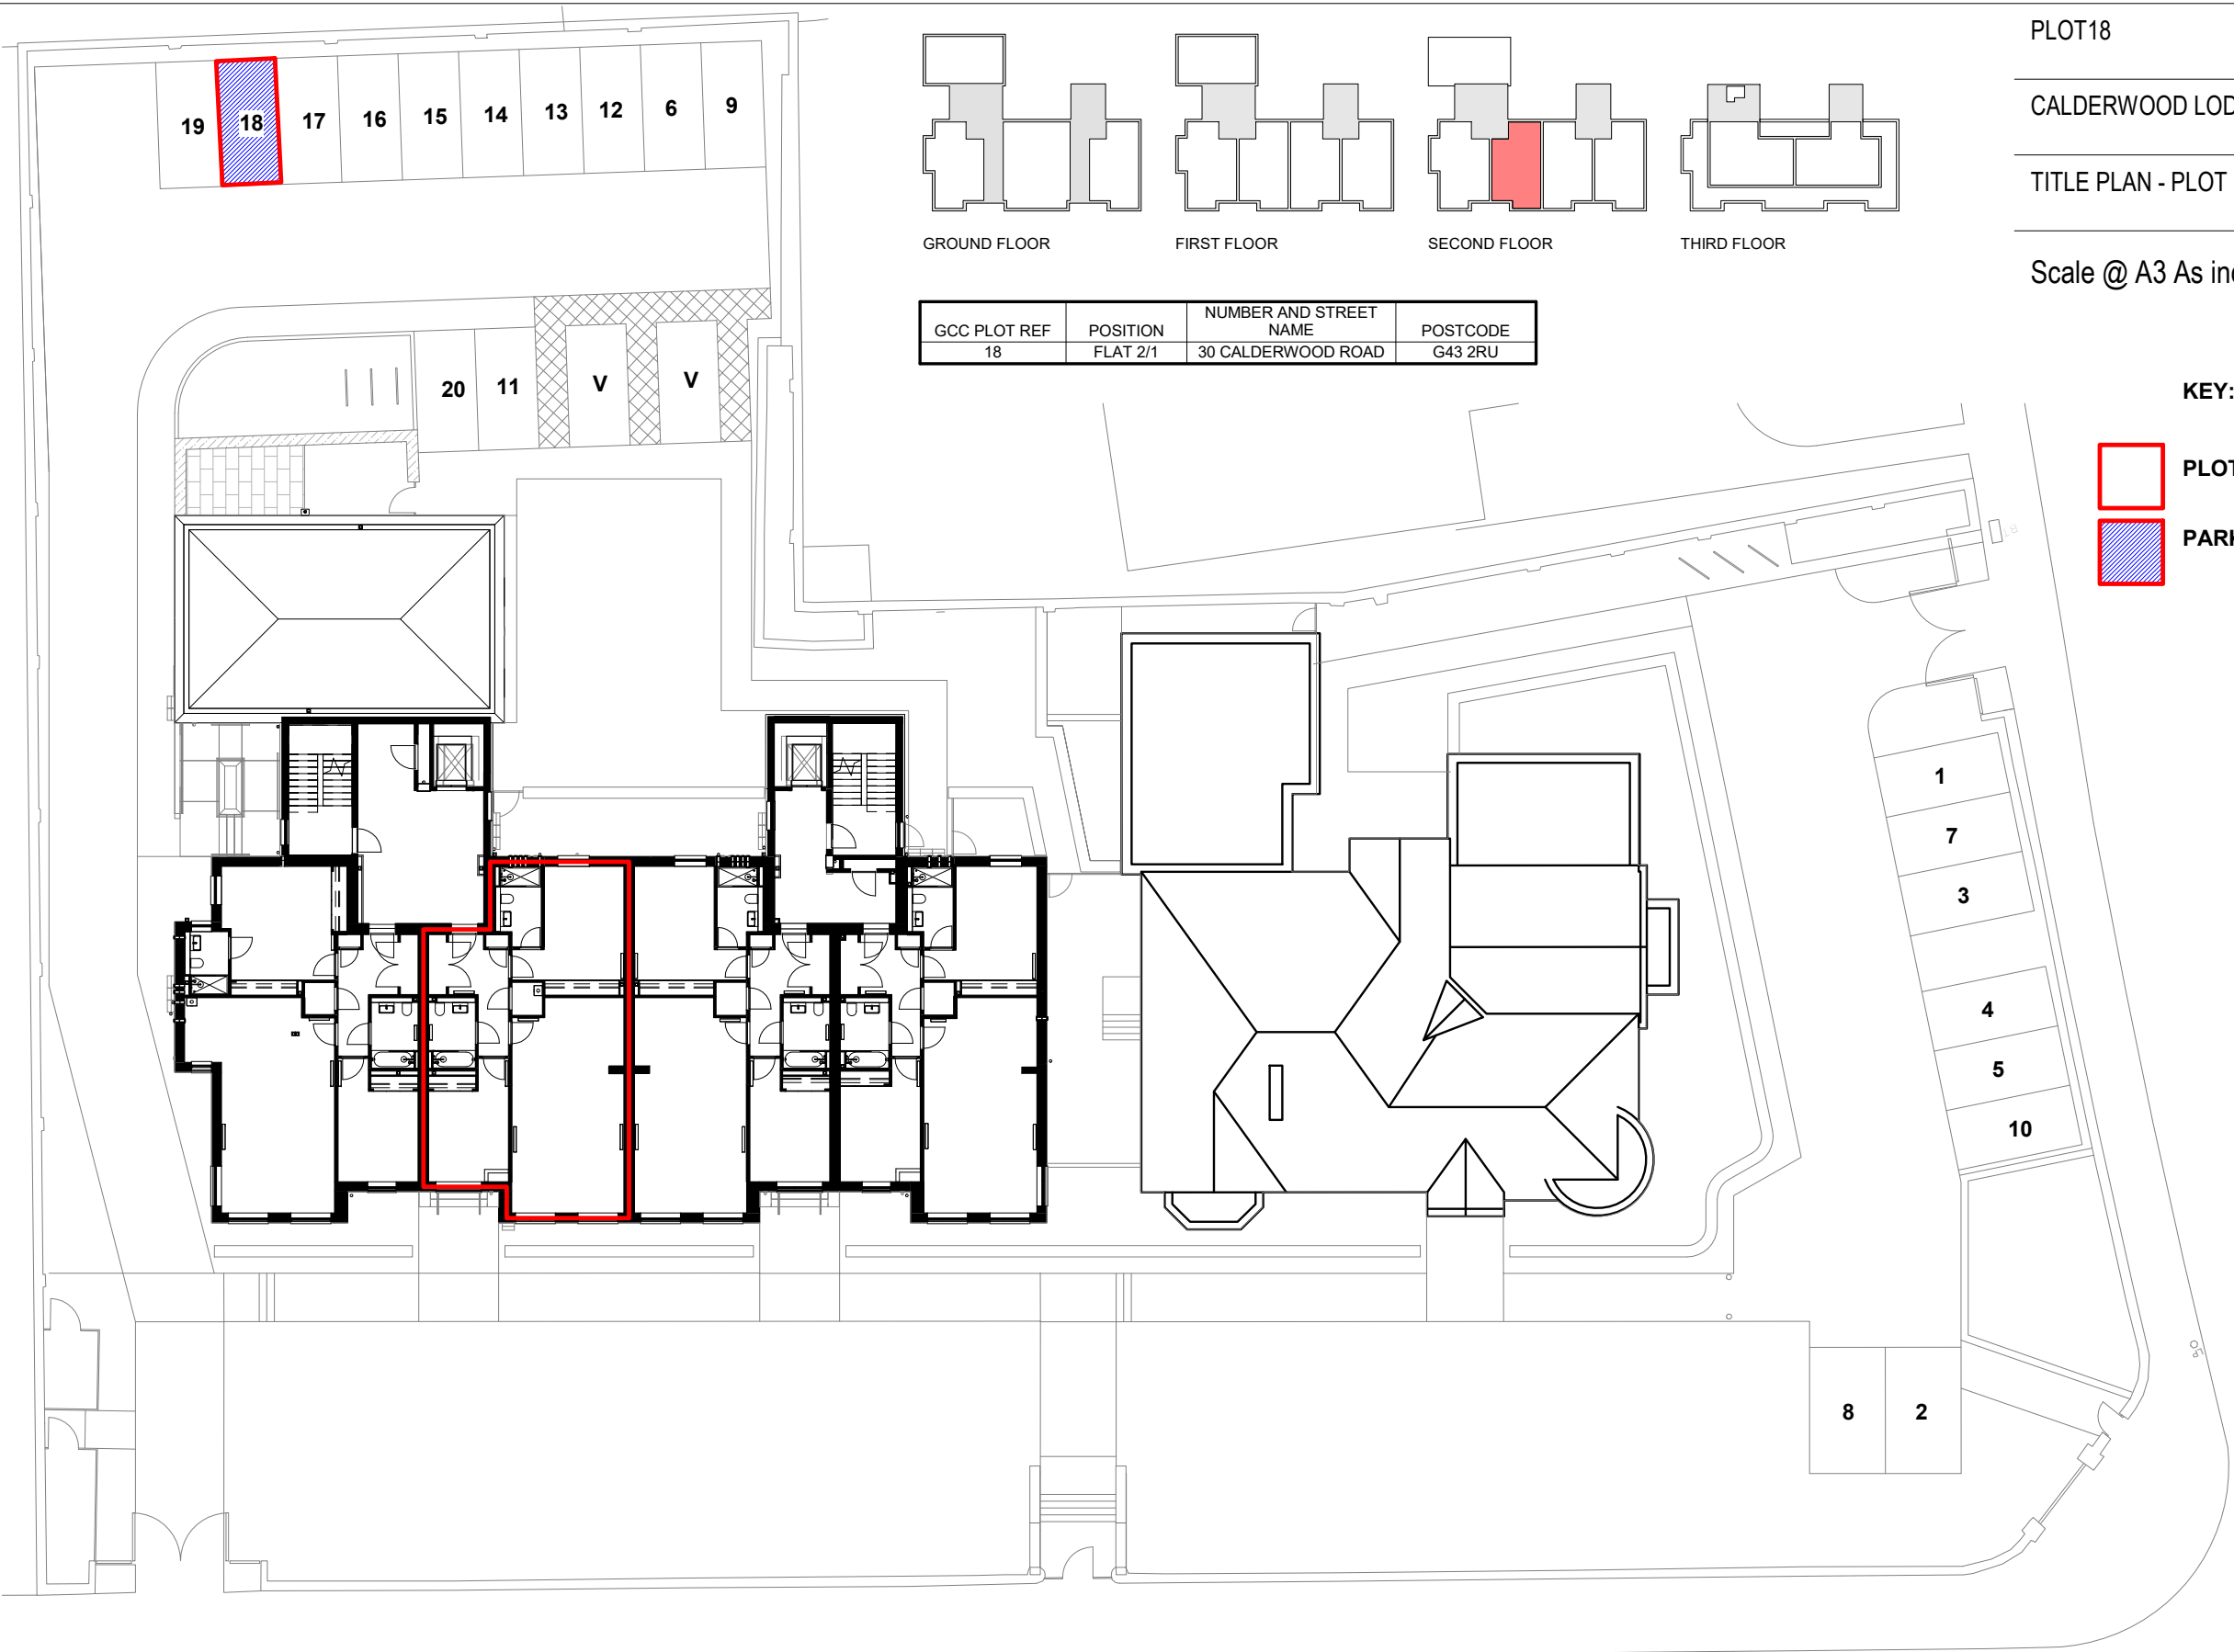 PLOT18
CALDERWOOD LOD
TITLE PLAN - PLOT
Scale @ A3 As in
19 18 17 16 15 14 13 12 6 9
GROUND FLOOR FIRST FLOOR SECOND FLOOR THIRD FLOOR
GCC PLOT REF POSITION NUMBER AND STREET NAME POSTCODE
18 FLAT 2/1 30 CALDERWOOD ROAD G43 2RU
20 11 V V
KEY:
PLOT
PARK
18
1
7
3
4
5
10
8 2